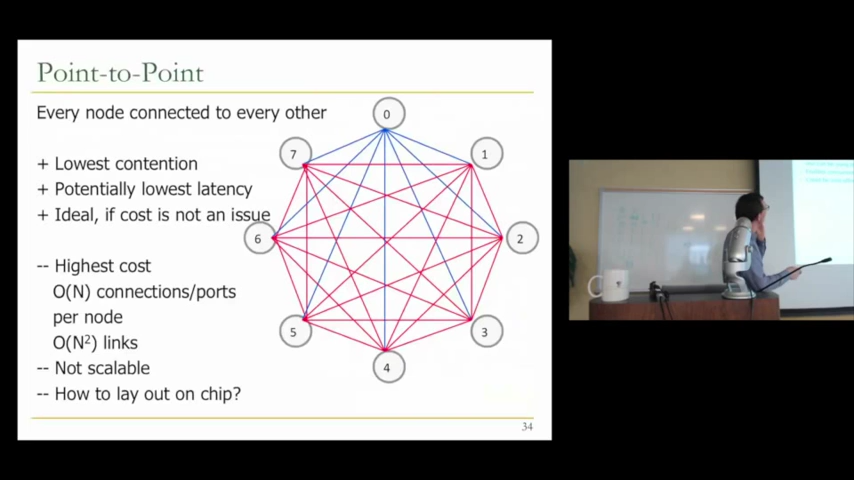 Point-to-Point
Every node connected to every other
+ Lowest contention
+ Potentially lowest latency
+ Ideal, if cost is not an issue
-- Highest cost
O(N) connections/ports
per node
O(N²) links
-- Not scalable
-- How to lay out on chip?
0
7
1
6
2
5
3
4
34